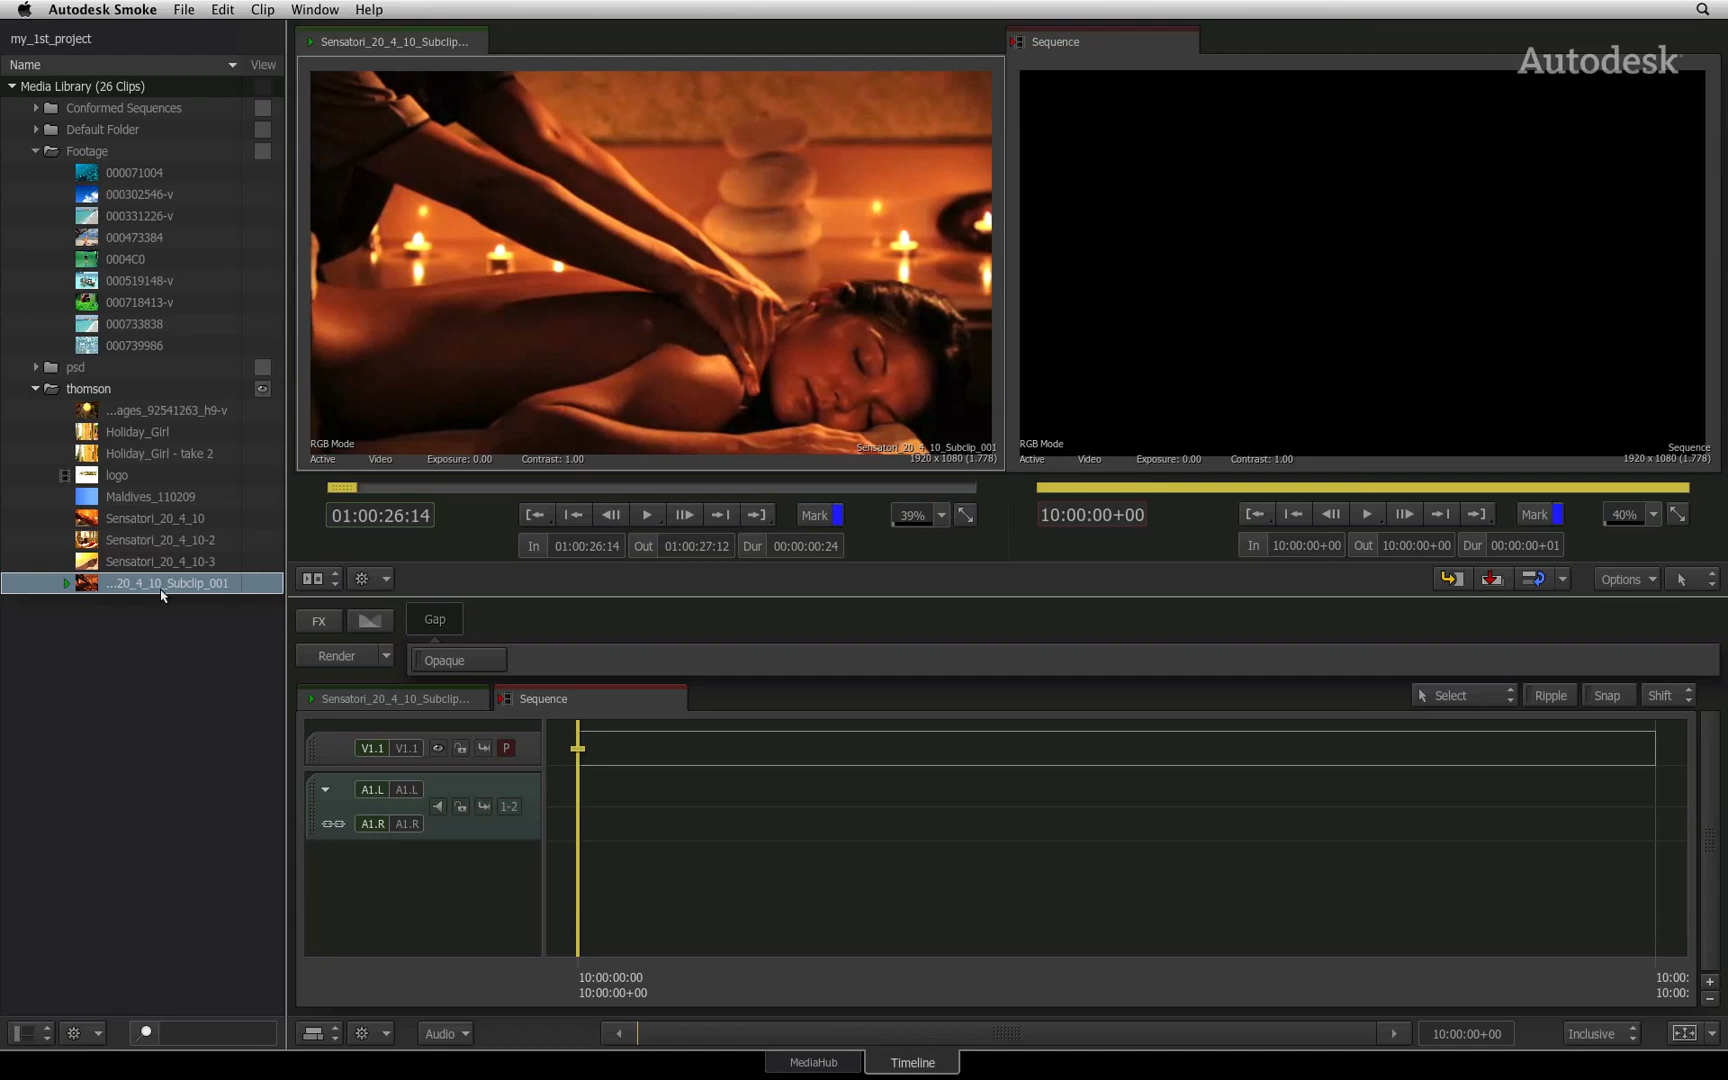 Autodesk Smoke File Edit Clip Window Help
my_1st_project
Name View
Media Library (26 Clips)
Conformed Sequences
Default Folder
Footage
000071004
000302546-v
000331226-v
000473384
0004C0
000519148-v
000718413-v
000733838
000739986
psd
thomson
...ages_92541263_h9-v
Holiday_Girl
Holiday_Girl - take 2
logo
Maldives_110209
Sensatori_20_4_10
Sensatori_20_4_10-2
Sensatori_20_4_10-3
...20_4_10_Subclip_001
Sensatori_20_4_10_Subclip...
Sequence
Autodesk
RGB Mode
Sensatori_20_4_10_Subclip_001
Active Video Exposure: 0.00 Contrast: 1.00 1920 x 1080 (1.778)
RGB Mode
Sequence
Active Video Exposure: 0.00 Contrast: 1.00 1920 x 1080 (1.778)
01:00:26:14 Mark 39%
In 01:00:26:14 Out 01:00:27:12 Dur 00:00:00:24
10:00:00+00 Mark 40%
In 10:00:00+00 Out 10:00:00+00 Dur 00:00:00+01
Options
FX Gap
Render Opaque
Sensatori_20_4_10_Subclip... Sequence Select Ripple Snap Shift
V1.1 V1.1 P
A1.L A1.L
1-2
A1.R A1.R
10:00:00:00 10:00:
10:00:00+00 10:00:
Audio 10:00:00+00 Inclusive
MediaHub Timeline